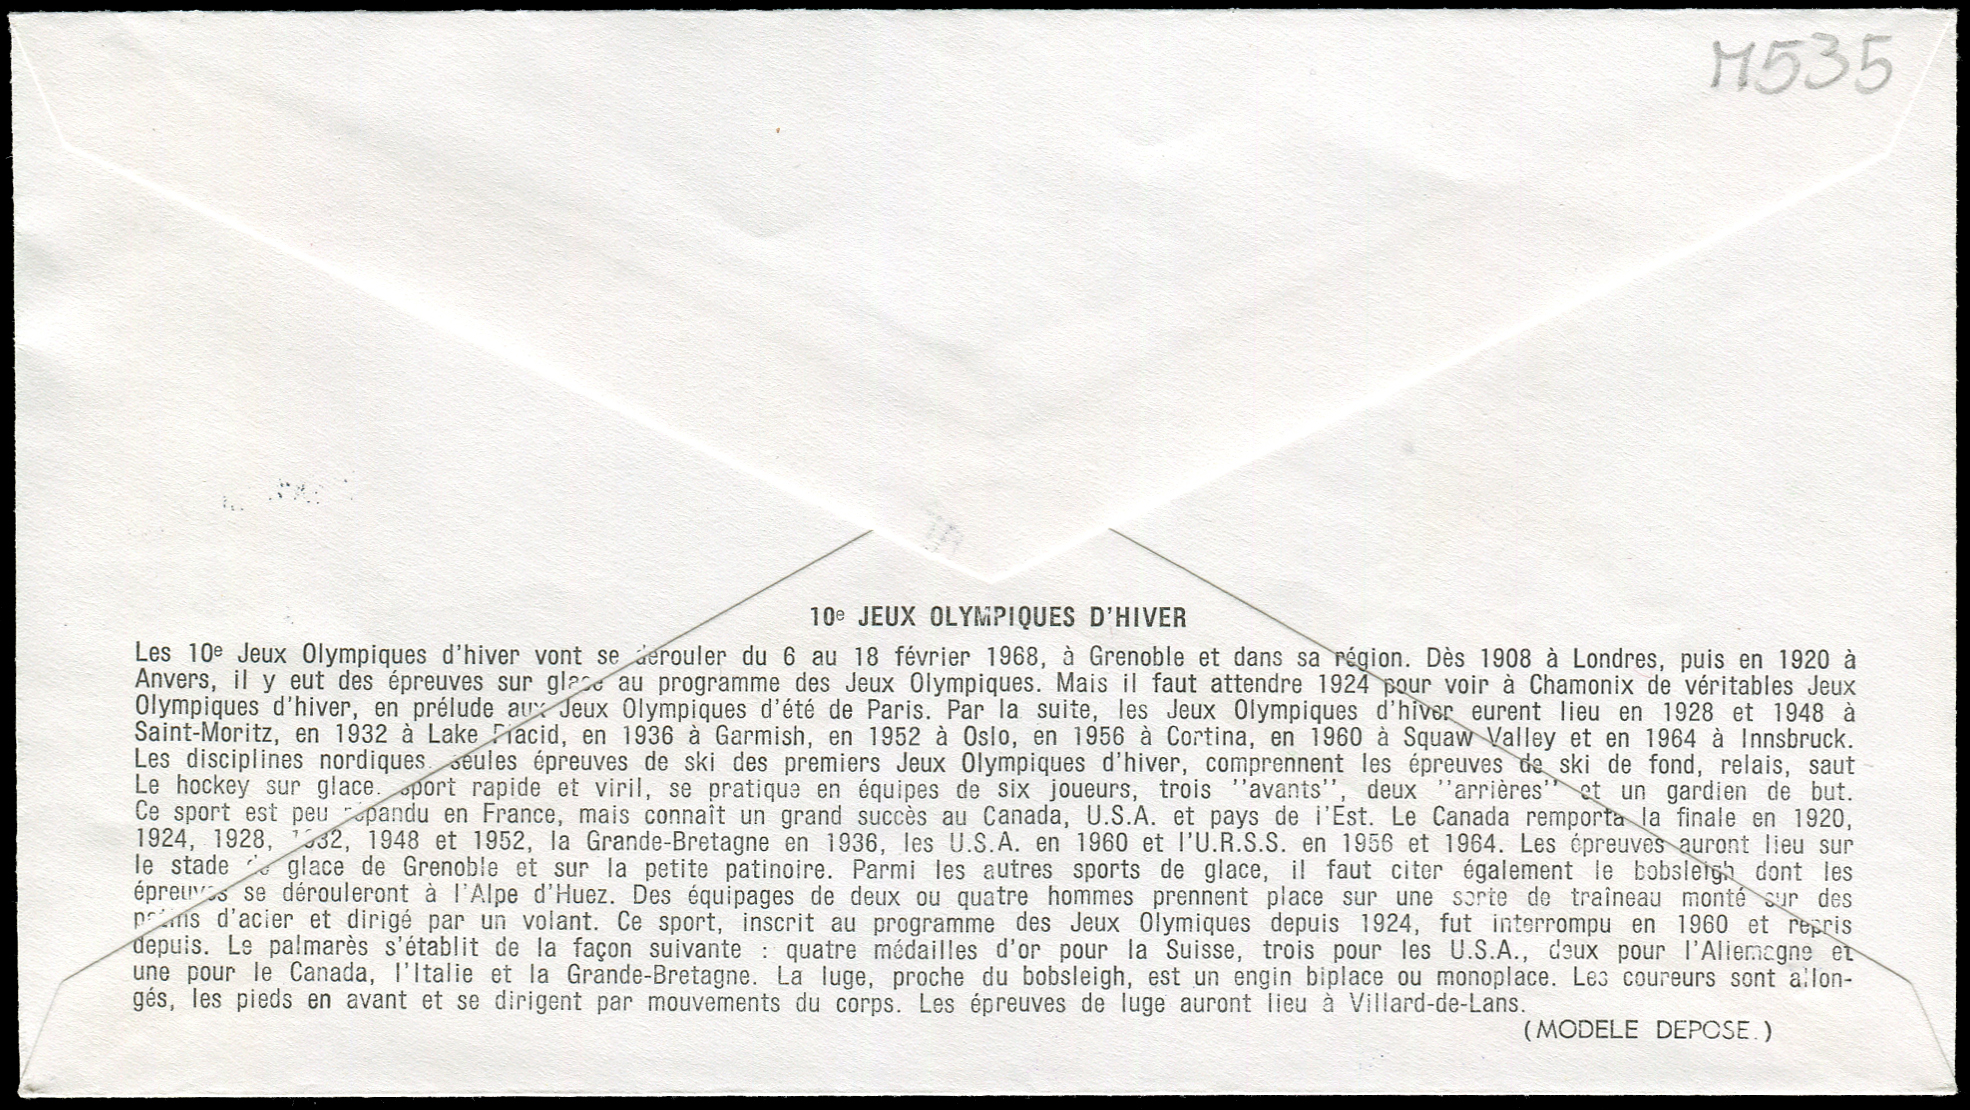 M535
10e JEUX OLYMPIQUES D'HIVER
Les 10e Jeux Olympiques d'hiver vont se dérouler du 6 au 18 février 1968, à Grenoble et dans sa région. Dès 1908 à Londres, puis en 1920 à
Anvers, il y eut des épreuves sur glace au programme des Jeux Olympiques. Mais il faut attendre 1924 pour voir à Chamonix de véritables Jeux
Olympiques d'hiver, en prélude aux Jeux Olympiques d'été de Paris. Par la suite, les Jeux Olympiques d'hiver eurent lieu en 1928 et 1948 à
Saint-Moritz, en 1932 à Lake Placid, en 1936 à Garmish, en 1952 à Oslo, en 1956 à Cortina, en 1960 à Squaw Valley et en 1964 à Innsbruck.
Les disciplines nordiques, seules épreuves de ski des premiers Jeux Olympiques d'hiver, comprennent les épreuves de ski de fond, relais, saut
Le hockey sur glace, sport rapide et viril, se pratique en équipes de six joueurs, trois ''avants'', deux ''arrières'' et un gardien de but.
Ce sport est peu répandu en France, mais connait un grand succès au Canada, U.S.A. et pays de l'Est. Le Canada remporta la finale en 1920,
1924, 1928, 1932, 1948 et 1952, la Grande-Bretagne en 1936, les U.S.A. en 1960 et l'U.R.S.S. en 1956 et 1964. Les épreuves auront lieu sur
le stade de glace de Grenoble et sur la petite patinoire. Parmi les autres sports de glace, il faut citer également le bobsleigh dont les
épreuves se dérouleront à l'Alpe d'Huez. Des équipages de deux ou quatre hommes prennent place sur une sorte de traîneau monté sur des
patins d'acier et dirigé par un volant. Ce sport, inscrit au programme des Jeux Olymiques depuis 1924, fut interrompu en 1960 et repris
depuis. Le palmarès s'établit de la façon suivante : quatre médailles d'or pour la Suisse, trois pour les U.S.A., deux pour l'Allemagne et
une pour le Canada, l'Italie et la Grande-Bretagne. La luge, proche du bobsleigh, est un engin biplace ou monoplace. Les coureurs sont allon-
gés, les pieds en avant et se dirigent par mouvements du corps. Les épreuves de luge auront lieu à Villard-de-Lans.
(MODELE DEPOSE.)